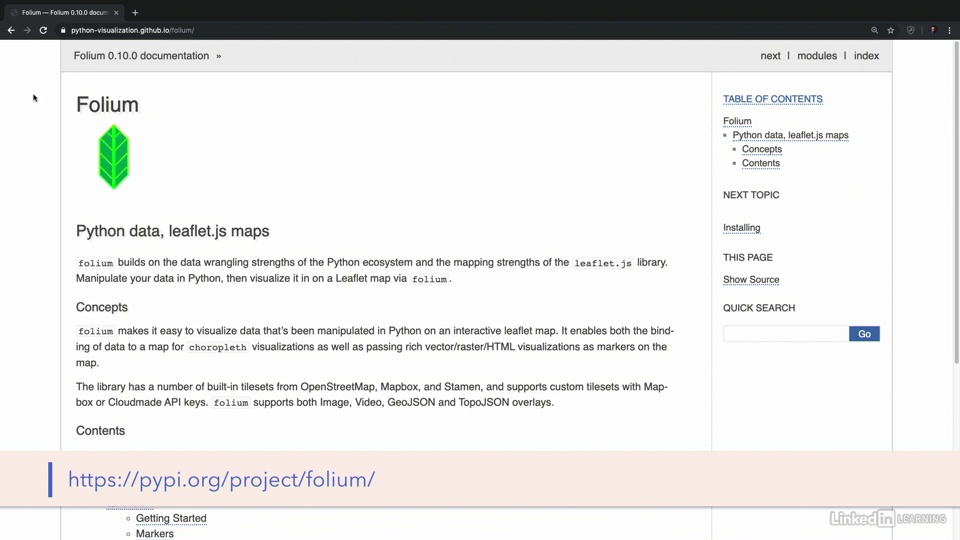 Folium — Folium 0.10.0 docum
python-visualization.github.io/folium/
Folium 0.10.0 documentation »
next | modules | index
Folium
Python data, leaflet.js maps
folium builds on the data wrangling strengths of the Python ecosystem and the mapping strengths of the leaflet.js library.
Manipulate your data in Python, then visualize it in on a Leaflet map via folium.
Concepts
folium makes it easy to visualize data that's been manipulated in Python on an interactive leaflet map. It enables both the bind-
ing of data to a map for choropleth visualizations as well as passing rich vector/raster/HTML visualizations as markers on the
map.
The library has a number of built-in tilesets from OpenStreetMap, Mapbox, and Stamen, and supports custom tilesets with Map-
box or Cloudmade API keys. folium supports both Image, Video, GeoJSON and TopoJSON overlays.
Contents
TABLE OF CONTENTS
Folium
Python data, leaflet.js maps
Concepts
Contents
NEXT TOPIC
Installing
THIS PAGE
Show Source
QUICK SEARCH
Go
https://pypi.org/project/folium/
Getting Started
Markers
LinkedIn LEARNING